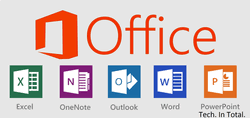 Office
Excel OneNote Outlook Word PowerPoint
Tech. In Total.